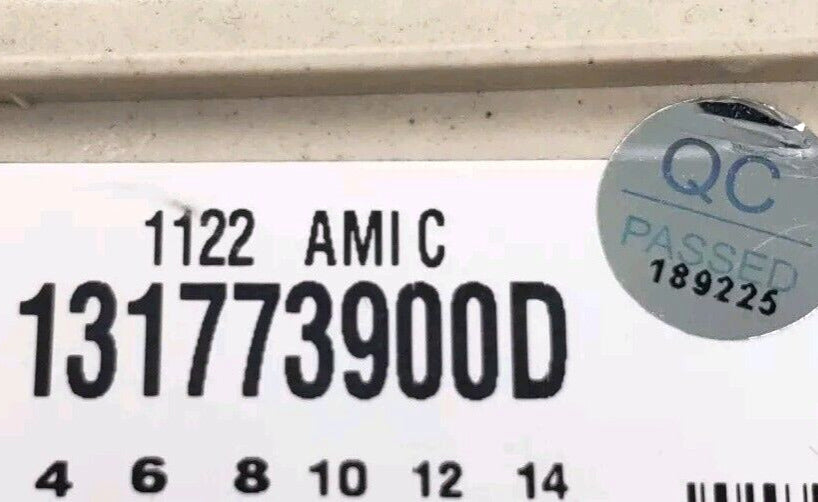 1122 AMI C
131773900D
4 6 8 10 12 14
QC
PASSED
189225